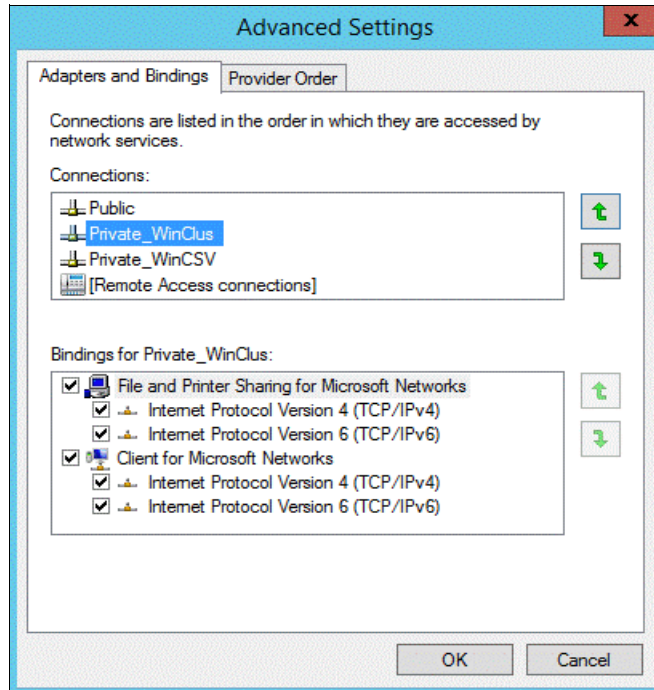 Advanced Settings
x
Adapters and Bindings
Provider Order
Connections are listed in the order in which they are accessed by
network services.
Connections:
Public
Private_WinClus
Private_WinCSV
[Remote Access connections]
Bindings for Private_WinClus:
File and Printer Sharing for Microsoft Networks
Internet Protocol Version 4 (TCP/IPv4)
Internet Protocol Version 6 (TCP/IPv6)
Client for Microsoft Networks
Internet Protocol Version 4 (TCP/IPv4)
Internet Protocol Version 6 (TCP/IPv6)
OK
Cancel